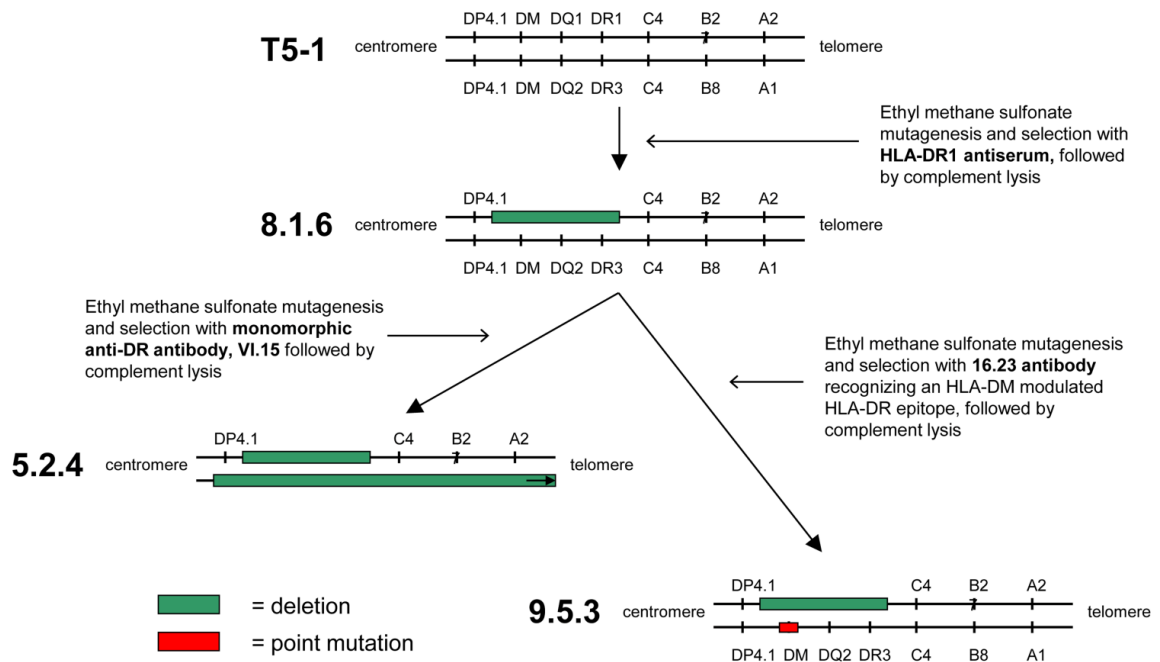 DP4.1 DM DQ1 DR1 C4 B2 A2
7
T5-1
centromere
telomere
DP4.1 DM DQ2 DR3 C4 B8 A1
Ethyl methane sulfonate
mutagenesis and selection with
HLA-DR1 antiserum, followed
by complement lysis
DP4.1 C4 B2 A2
7
8.1.6
centromere
telomere
DP4.1 DM DQ2 DR3 C4 B8 A1
Ethyl methane sulfonate mutagenesis
and selection with monomorphic
anti-DR antibody, VI.15 followed by
complement lysis
Ethyl methane sulfonate mutagenesis
and selection with 16.23 antibody
recognizing an HLA-DM modulated
HLA-DR epitope, followed by
complement lysis
DP4.1 C4 B2 A2
7
5.2.4
centromere
telomere
DP4.1 C4 B2 A2
7
9.5.3
centromere
telomere
DP4.1 DM DQ2 DR3 C4 B8 A1
= deletion
= point mutation